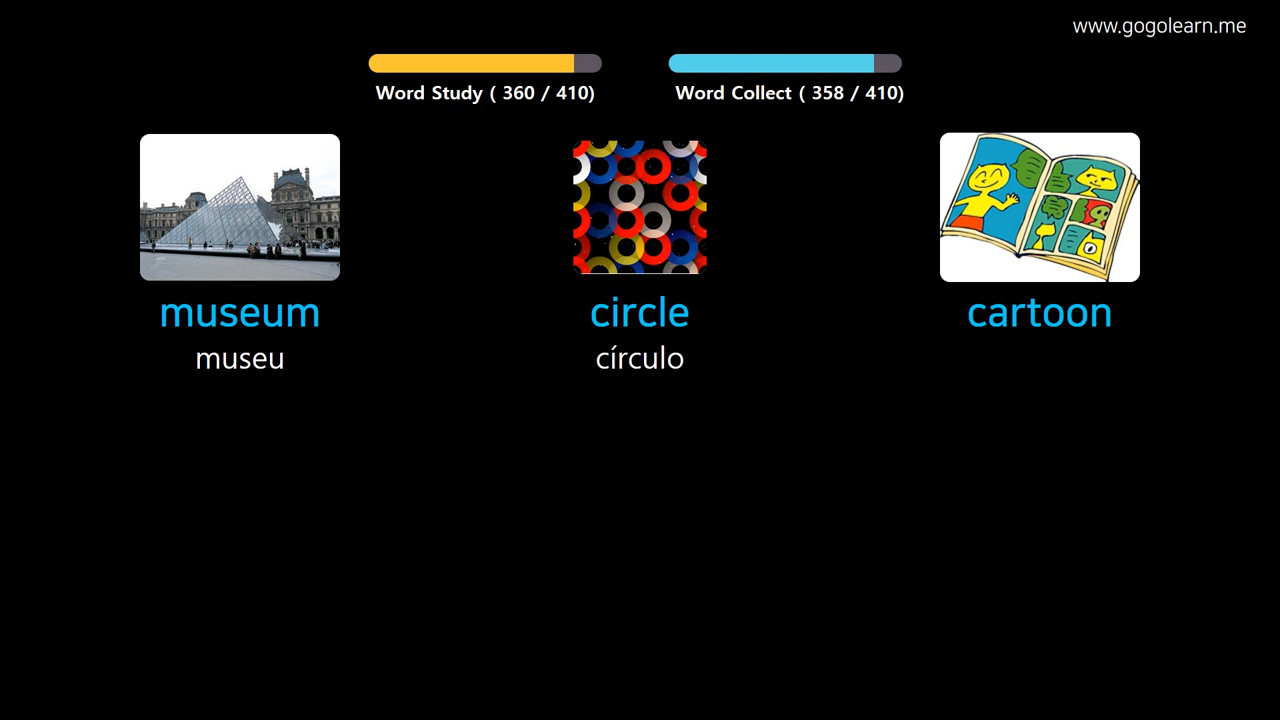 www.gogolearn.me
Word Study ( 360 / 410)
Word Collect ( 358 / 410)
museum
circle
cartoon
museu
círculo